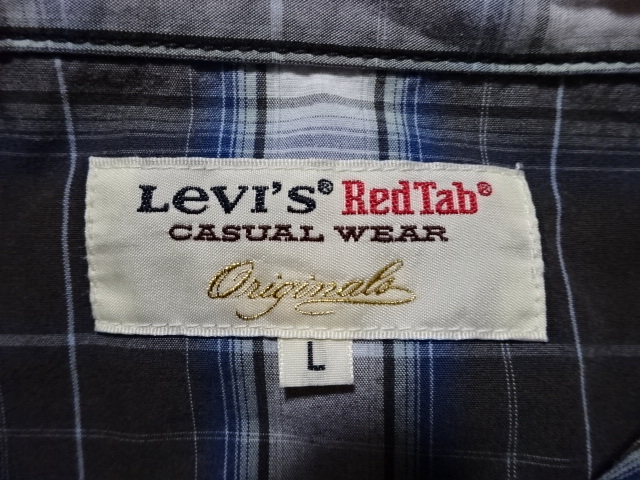 LEVI'S® RedTab®
CASUAL WEAR
Originals
L